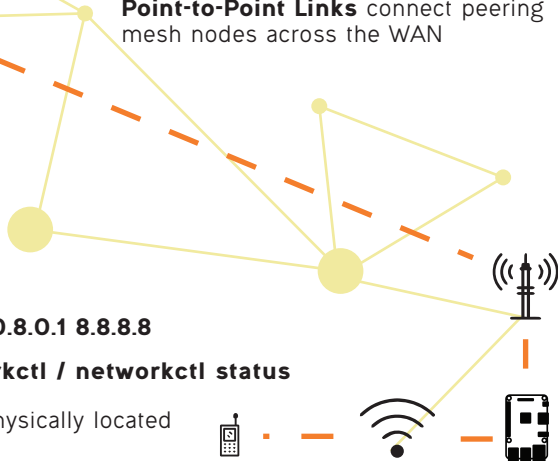 Point-to-Point Links connect peering
mesh nodes across the WAN
0.8.0.1 8.8.8.8
kctl / networkctl status
ysically located